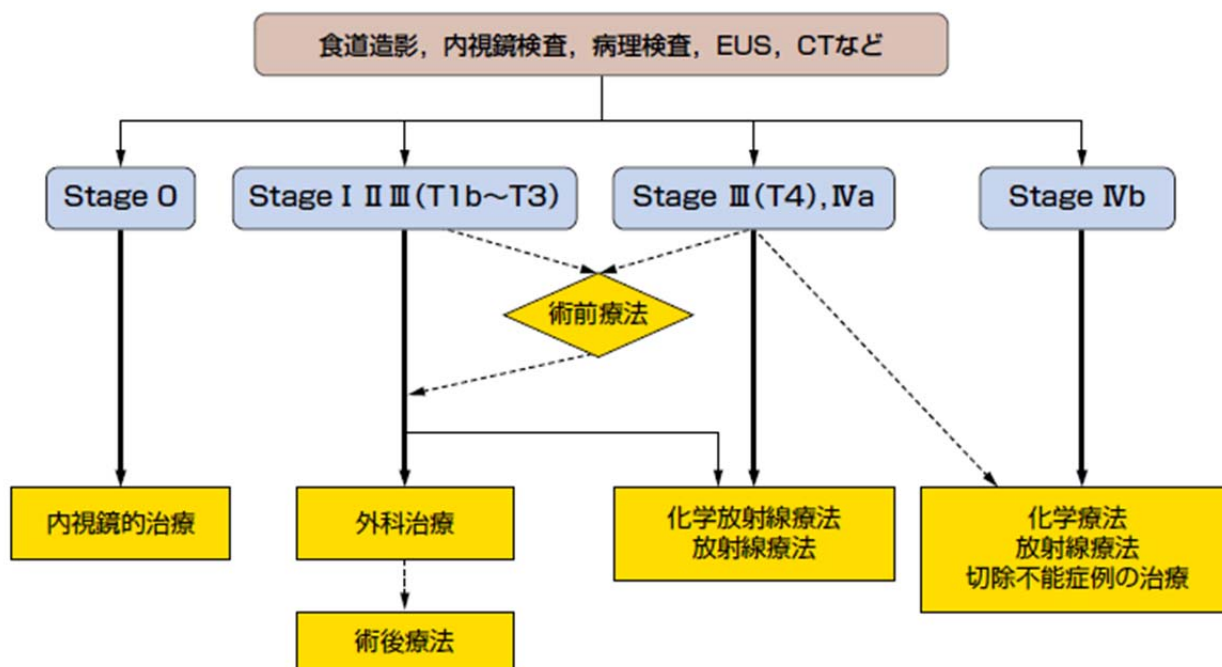 食道造影，内視鏡検査，病理検査，EUS，CTなど
Stage 0
Stage Ⅰ Ⅱ Ⅲ(T1b〜T3)
Stage Ⅲ(T4),Ⅳa
Stage Ⅳb
術前療法
内視鏡的治療
外科治療
化学放射線療法
放射線療法
化学療法
放射線療法
切除不能症例の治療
術後療法